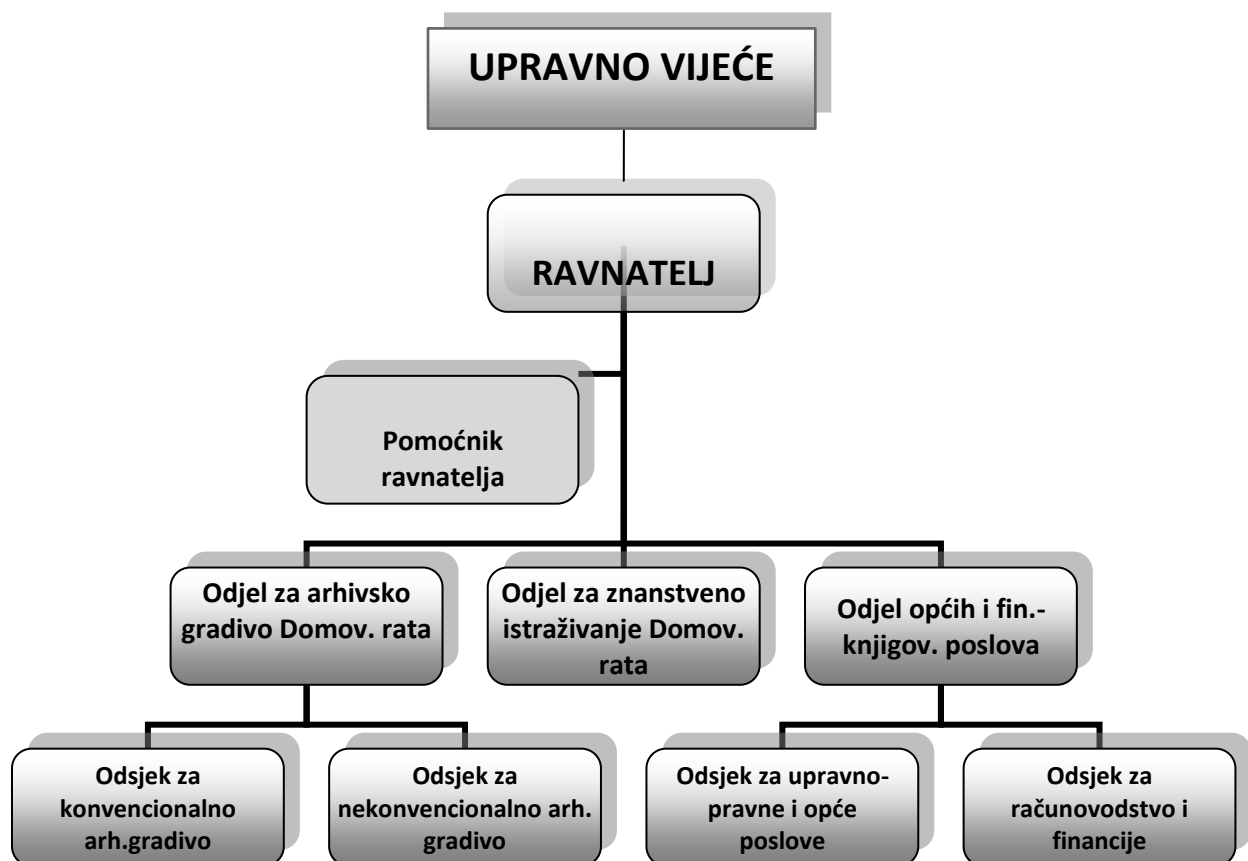 UPRAVNO VIJEĆE
RAVNATELJ
Pomoćnik
ravnatelja
Odjel za arhivsko
gradivo Domov. rata
Odjel za znanstveno
istraživanje Domov.
rata
Odjel općih i fin.-
knjigov. poslova
Odsjek za
konvencionalno
arh.gradivo
Odsjek za
nekonvencionalno arh.
gradivo
Odsjek za upravno-
pravne i opće
poslove
Odsjek za
računovodstvo i
financije